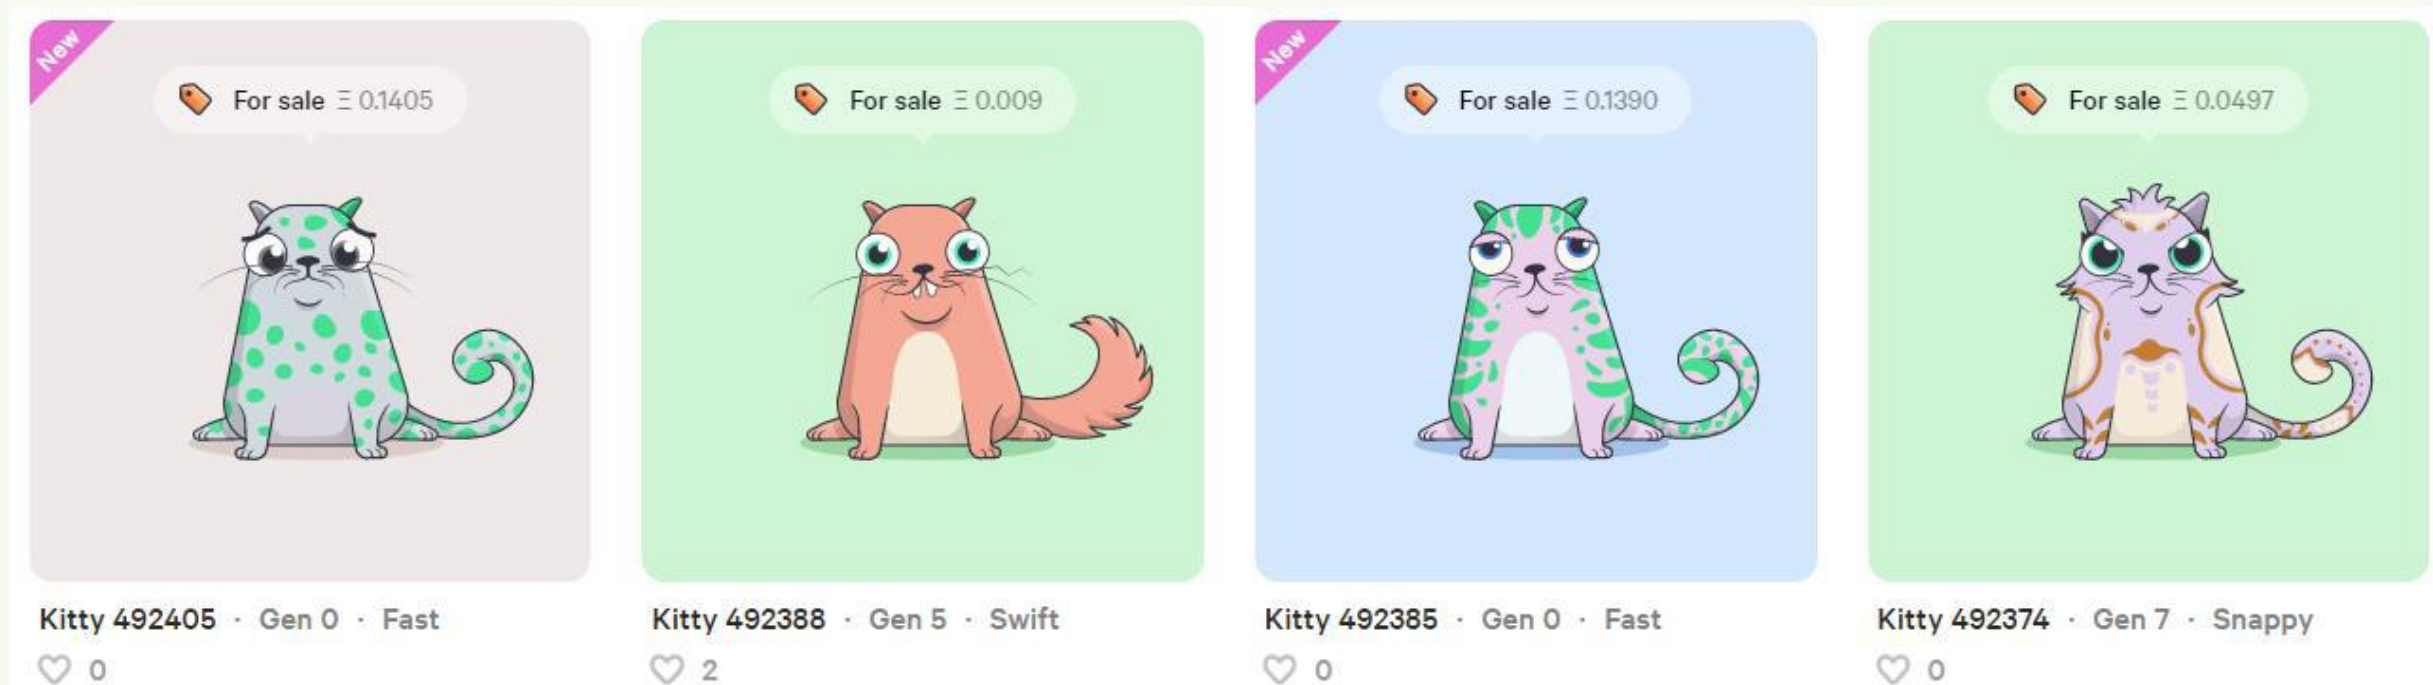 New
For sale Ξ 0.1405
For sale Ξ 0.009
New
For sale Ξ 0.1390
For sale Ξ 0.0497
Kitty 492405 · Gen 0 · Fast
0
Kitty 492388 · Gen 5 · Swift
2
Kitty 492385 · Gen 0 · Fast
0
Kitty 492374 · Gen 7 · Snappy
0